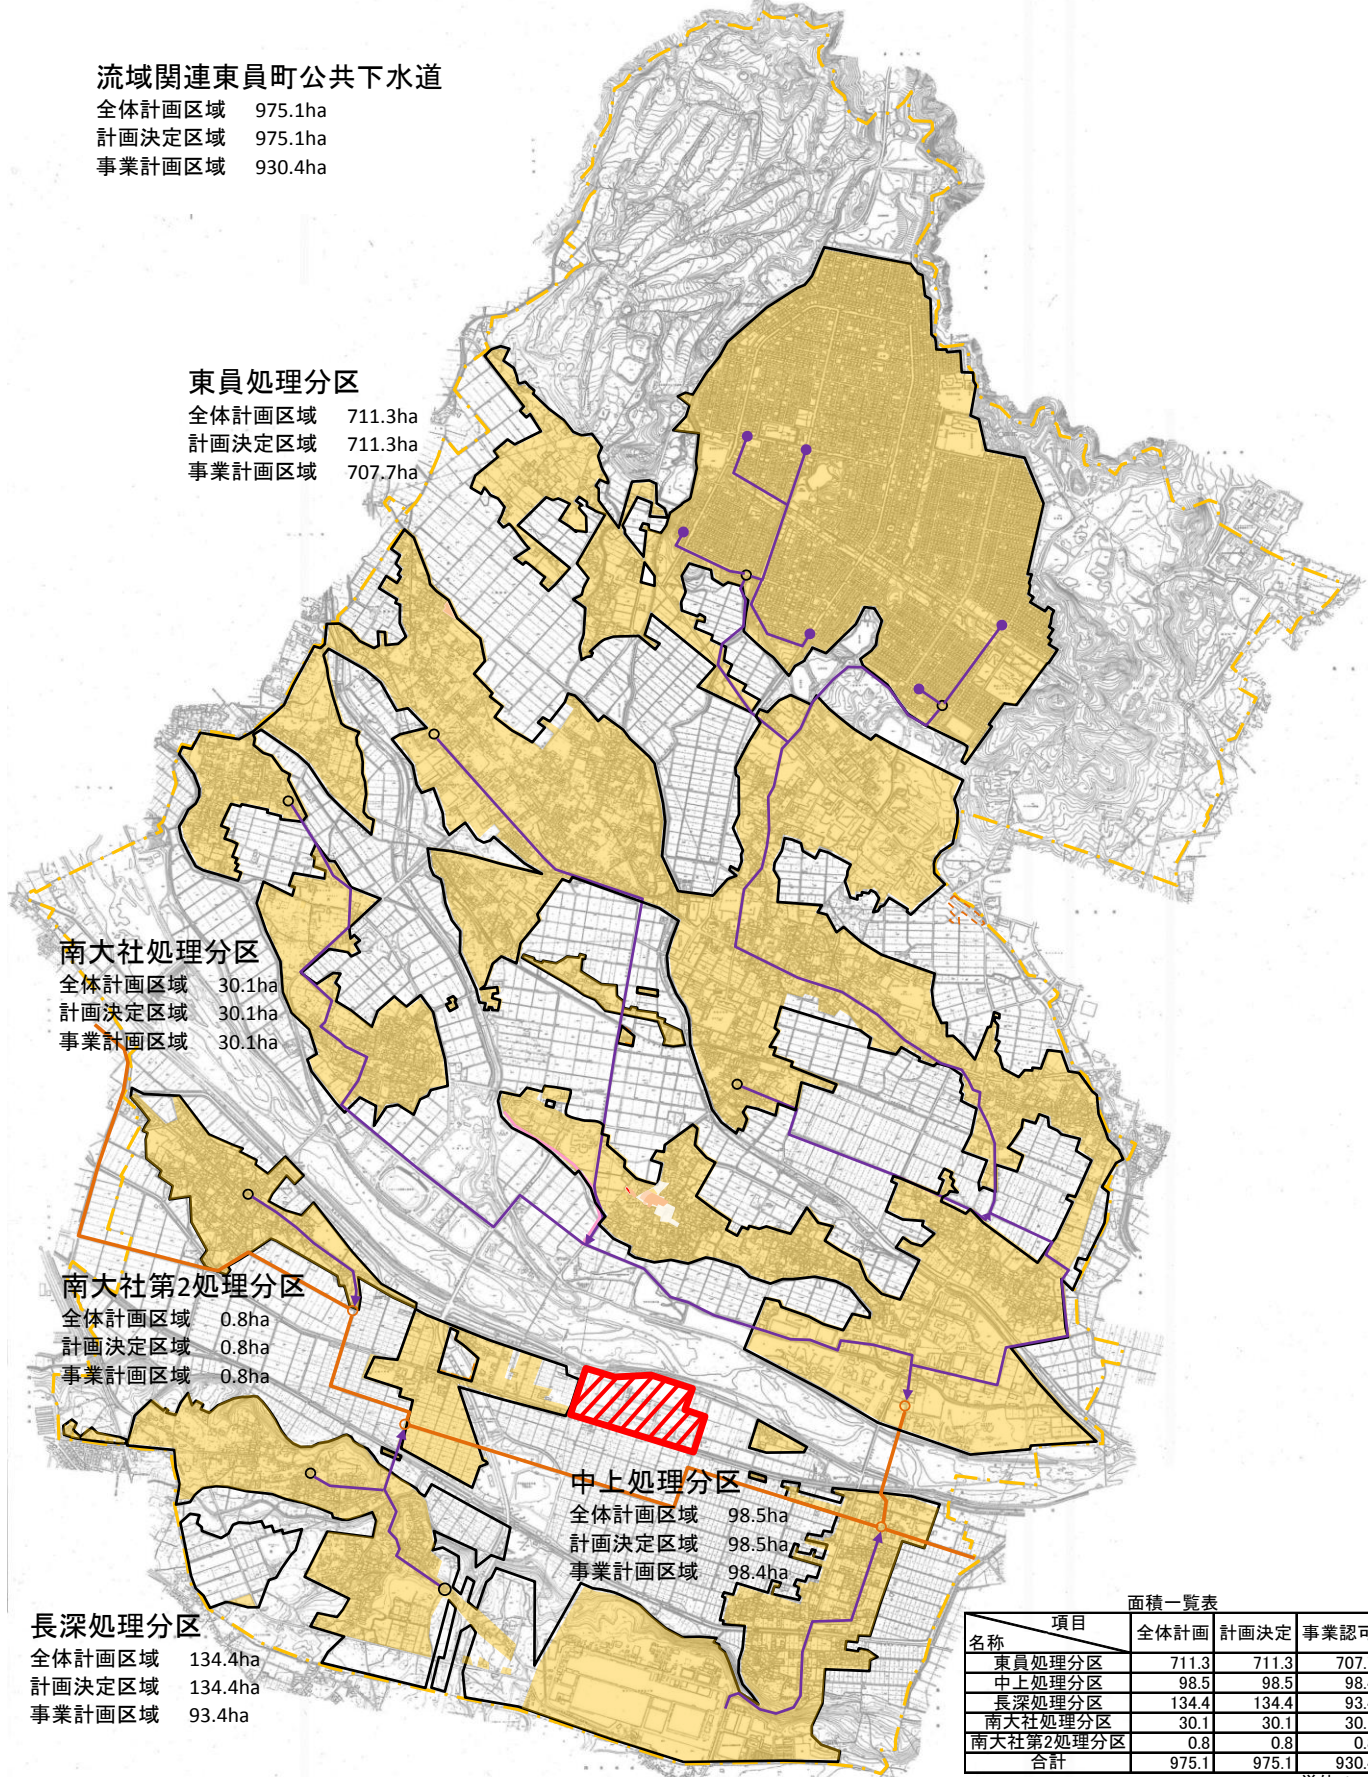 流域関連東員町公共下水道
全体計画区域 975.1ha
計画決定区域 975.1ha
事業計画区域 930.4ha
東員処理分区
全体計画区域 711.3ha
計画決定区域 711.3ha
事業計画区域 707.7ha
南大社処理分区
全体計画区域 30.1ha
計画決定区域 30.1ha
事業計画区域 30.1ha
南大社第2処理分区
全体計画区域 0.8ha
計画決定区域 0.8ha
事業計画区域 0.8ha
中上処理分区
全体計画区域 98.5ha
計画決定区域 98.5ha
事業計画区域 98.4ha
長深処理分区
全体計画区域 134.4ha
計画決定区域 134.4ha
事業計画区域 93.4ha
面積一覧表
名称 項目 全体計画 計画決定 事業認可
東員処理分区 711.3 711.3 707.
中上処理分区 98.5 98.5 98.
長深処理分区 134.4 134.4 93.
南大社処理分区 30.1 30.1 30.
南大社第2処理分区 0.8 0.8 0.
合計 975.1 975.1 930.